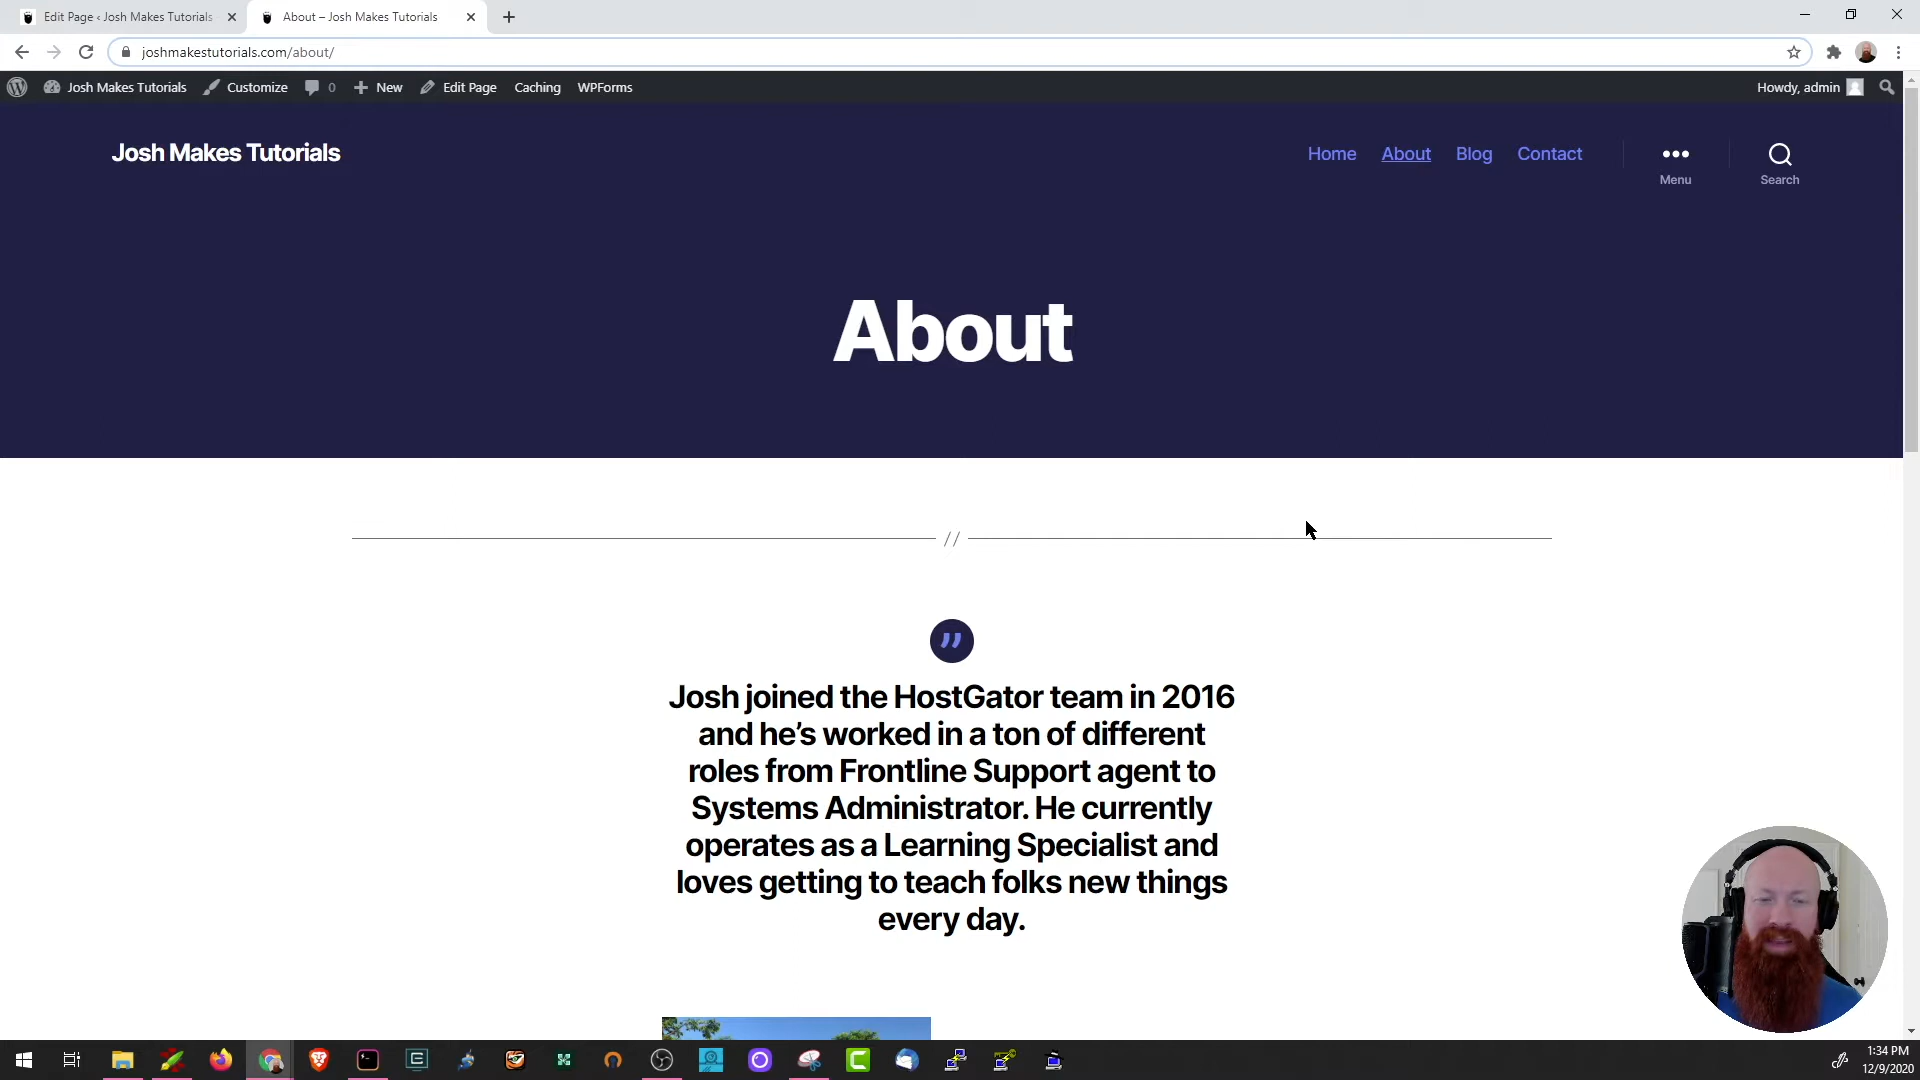 Edit Page ‹ Josh Makes Tutorials
About – Josh Makes Tutorials
joshmakestutorials.com/about/
Josh Makes Tutorials Customize 0 New Edit Page Caching WPForms Howdy, admin
Josh Makes Tutorials
Home About Blog Contact
Menu
Search
About
//
Josh joined the HostGator team in 2016
and he’s worked in a ton of different
roles from Frontline Support agent to
Systems Administrator. He currently
operates as a Learning Specialist and
loves getting to teach folks new things
every day.
1:34 PM
12/9/2020